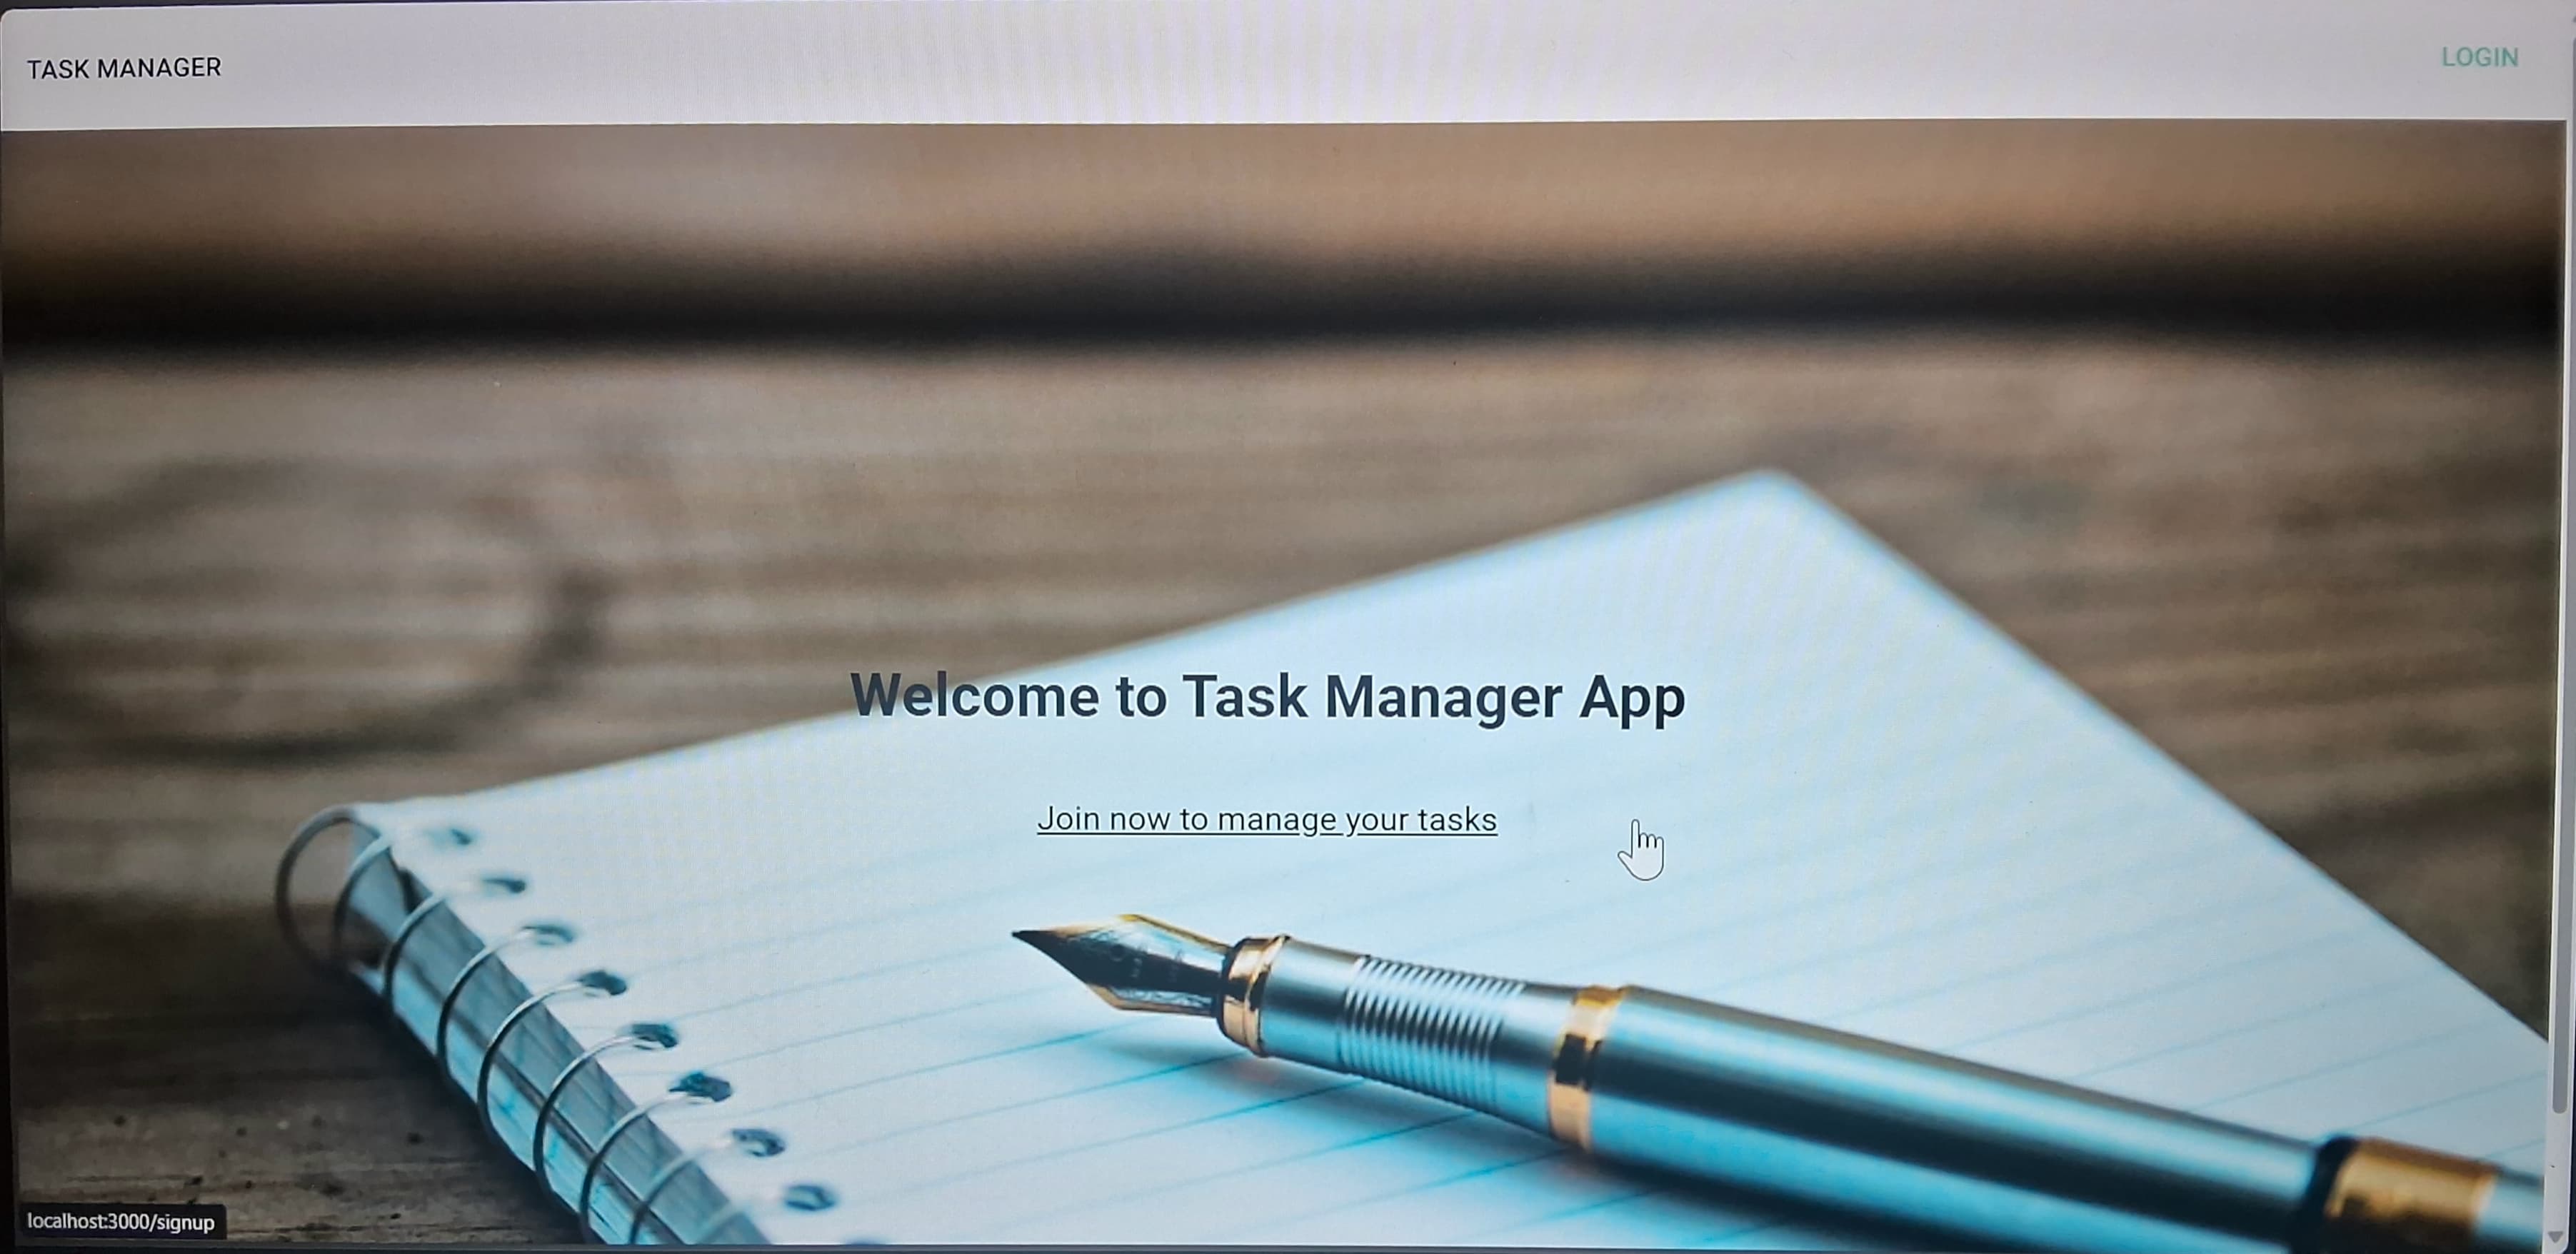 TASK MANAGER
LOGIN
Welcome to Task Manager App
Join now to manage your tasks
localhost:3000/signup